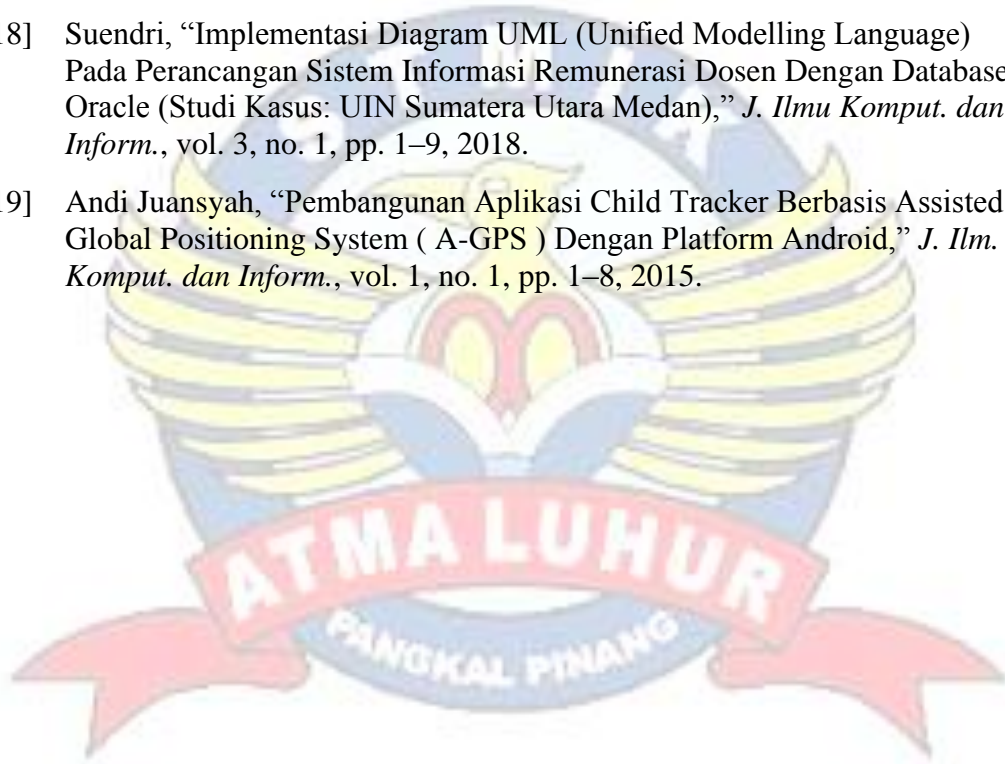 18] Suendri, “Implementasi Diagram UML (Unified Modelling Language)
Pada Perancangan Sistem Informasi Remunerasi Dosen Dengan Database
Oracle (Studi Kasus: UIN Sumatera Utara Medan),” J. Ilmu Komput. dan
Inform., vol. 3, no. 1, pp. 1–9, 2018.
19] Andi Juansyah, “Pembangunan Aplikasi Child Tracker Berbasis Assisted
Global Positioning System ( A-GPS ) Dengan Platform Android,” J. Ilm.
Komput. dan Inform., vol. 1, no. 1, pp. 1–8, 2015.
ATMA LUHUR
PANGKAL PINANG